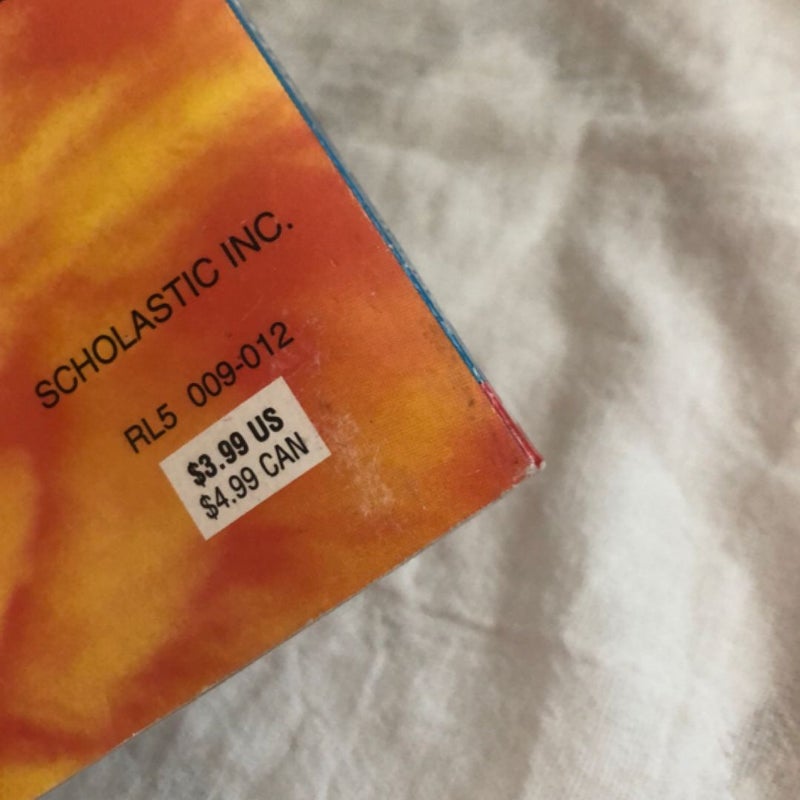 SCHOLASTIC INC.
RL5 009-012
$3.99 US
$4.99 CAN